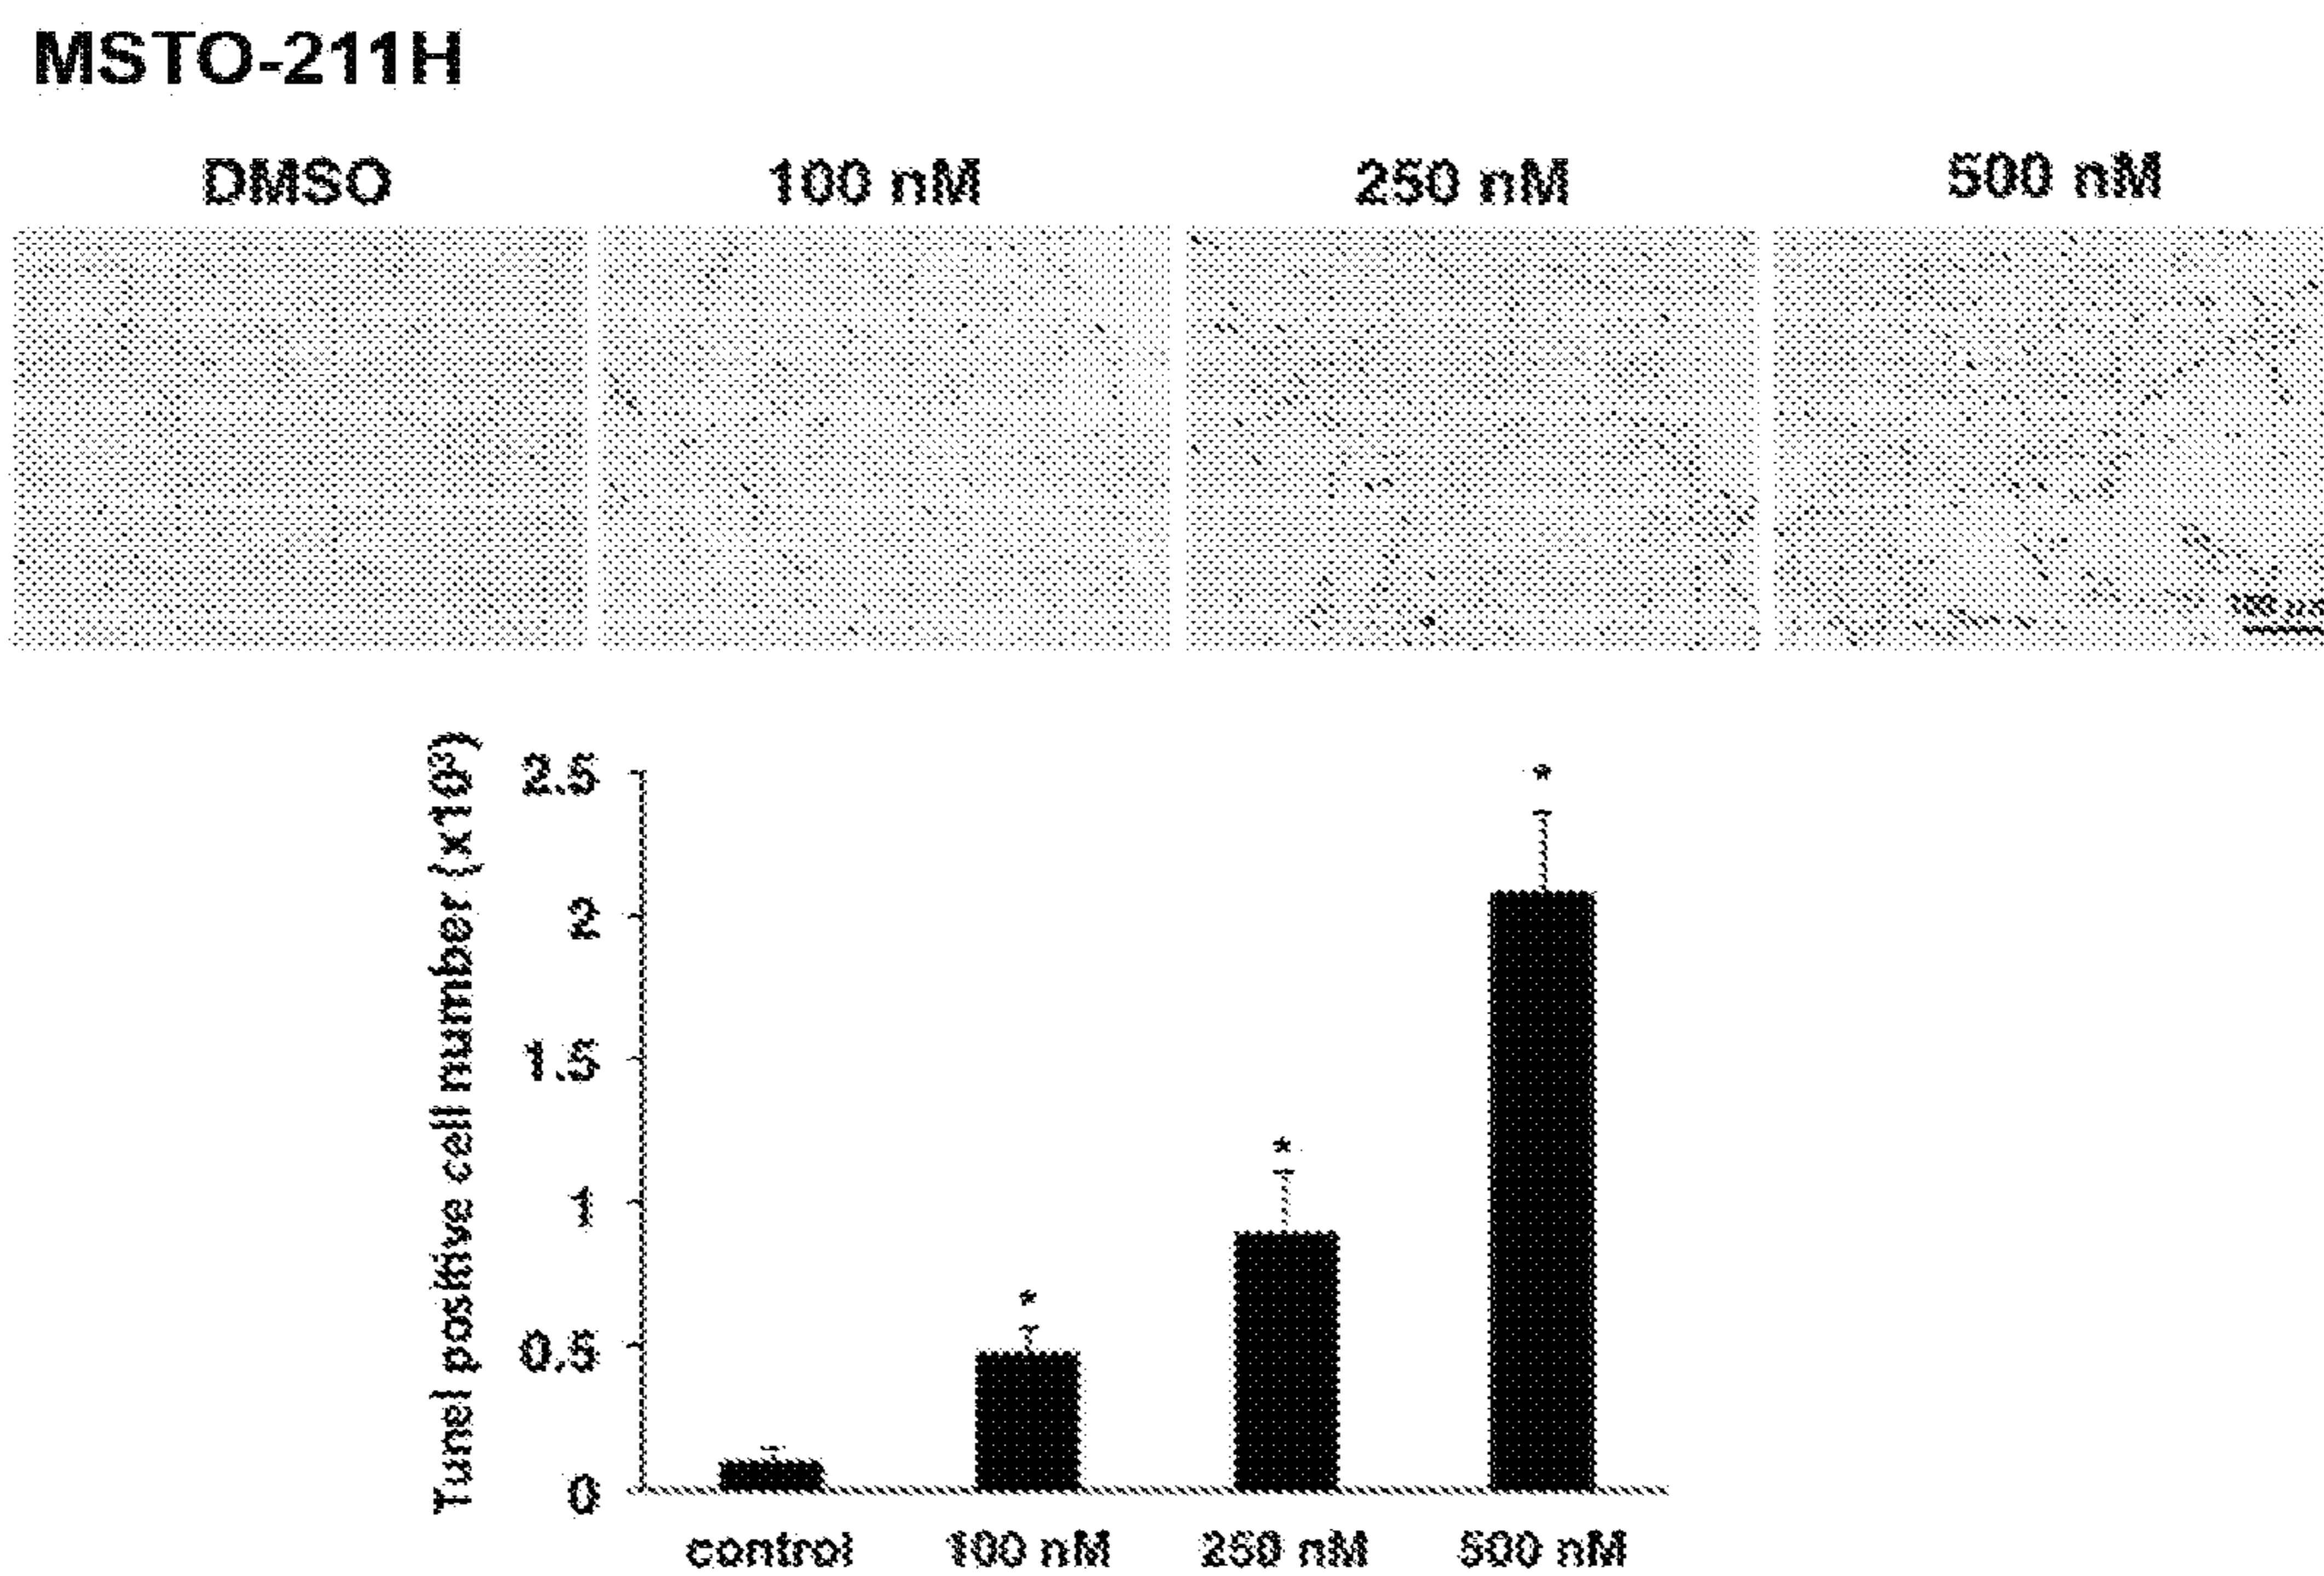 MSTO-211H
DMSO
100 nM
250 nM
500 nM
Tunel positive cell number (x10³)
2.5
2
1.5
1
0.5
0
*
*
*
control
100 nM
250 nM
500 nM